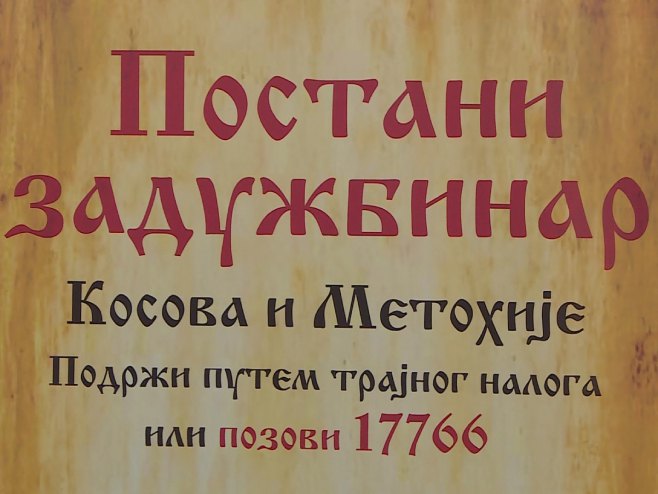 Постани
задужбинар
Косова и Метохије
Подржи путем трајног налога
или позови 17766